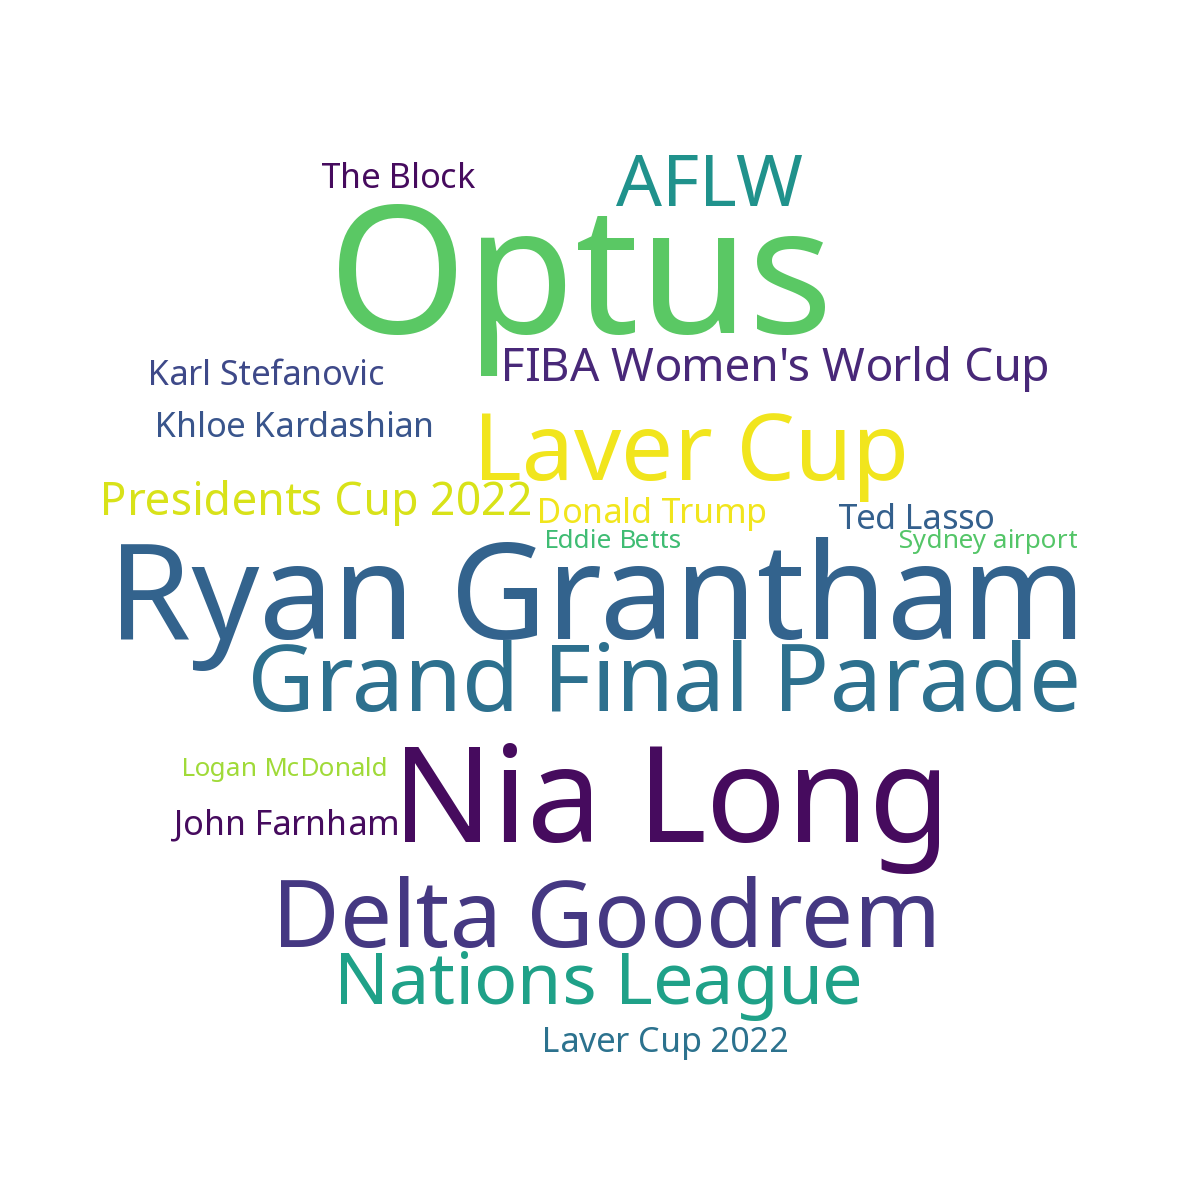 The Block
AFLW
Optus
FIBA Women's World Cup
Karl Stefanovic
Khloe Kardashian
Laver Cup
Presidents Cup 2022
Donald Trump
Ted Lasso
Eddie Betts
Sydney airport
Ryan Grantham
Grand Final Parade
Logan McDonald
Nia Long
John Farnham
Delta Goodrem
Nations League
Laver Cup 2022